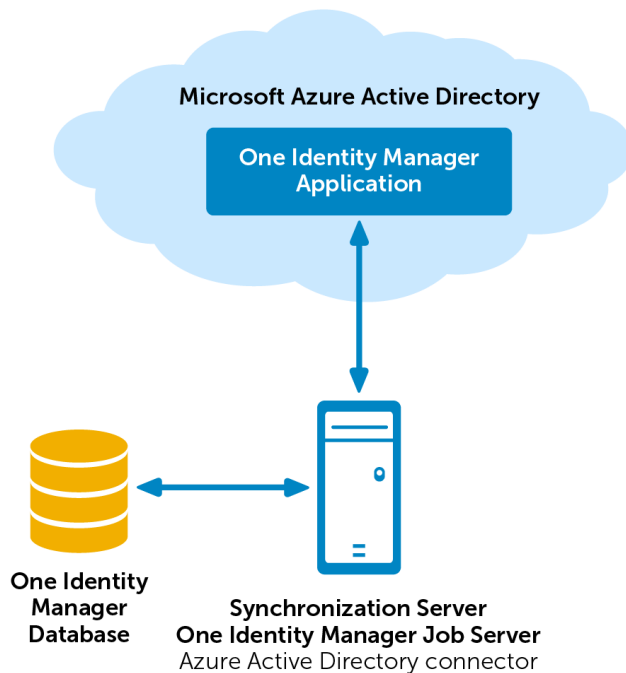 Microsoft Azure Active Directory
One Identity Manager
Application
One Identity
Manager
Database
Synchronization Server
One Identity Manager Job Server
Azure Active Directory connector